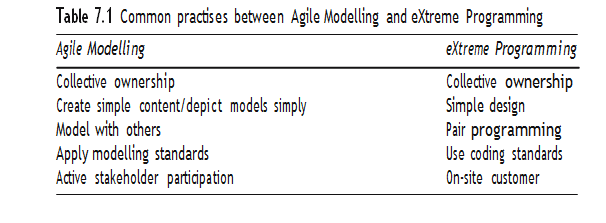 Table 7.1 Common practises between Agile Modelling and eXtreme Programming
Agile Modelling eXtreme Programming
Collective ownership Collective ownership
Create simple content/depict models simply Simple design
Model with others Pair programming
Apply modelling standards Use coding standards
Active stakeholder participation On-site customer